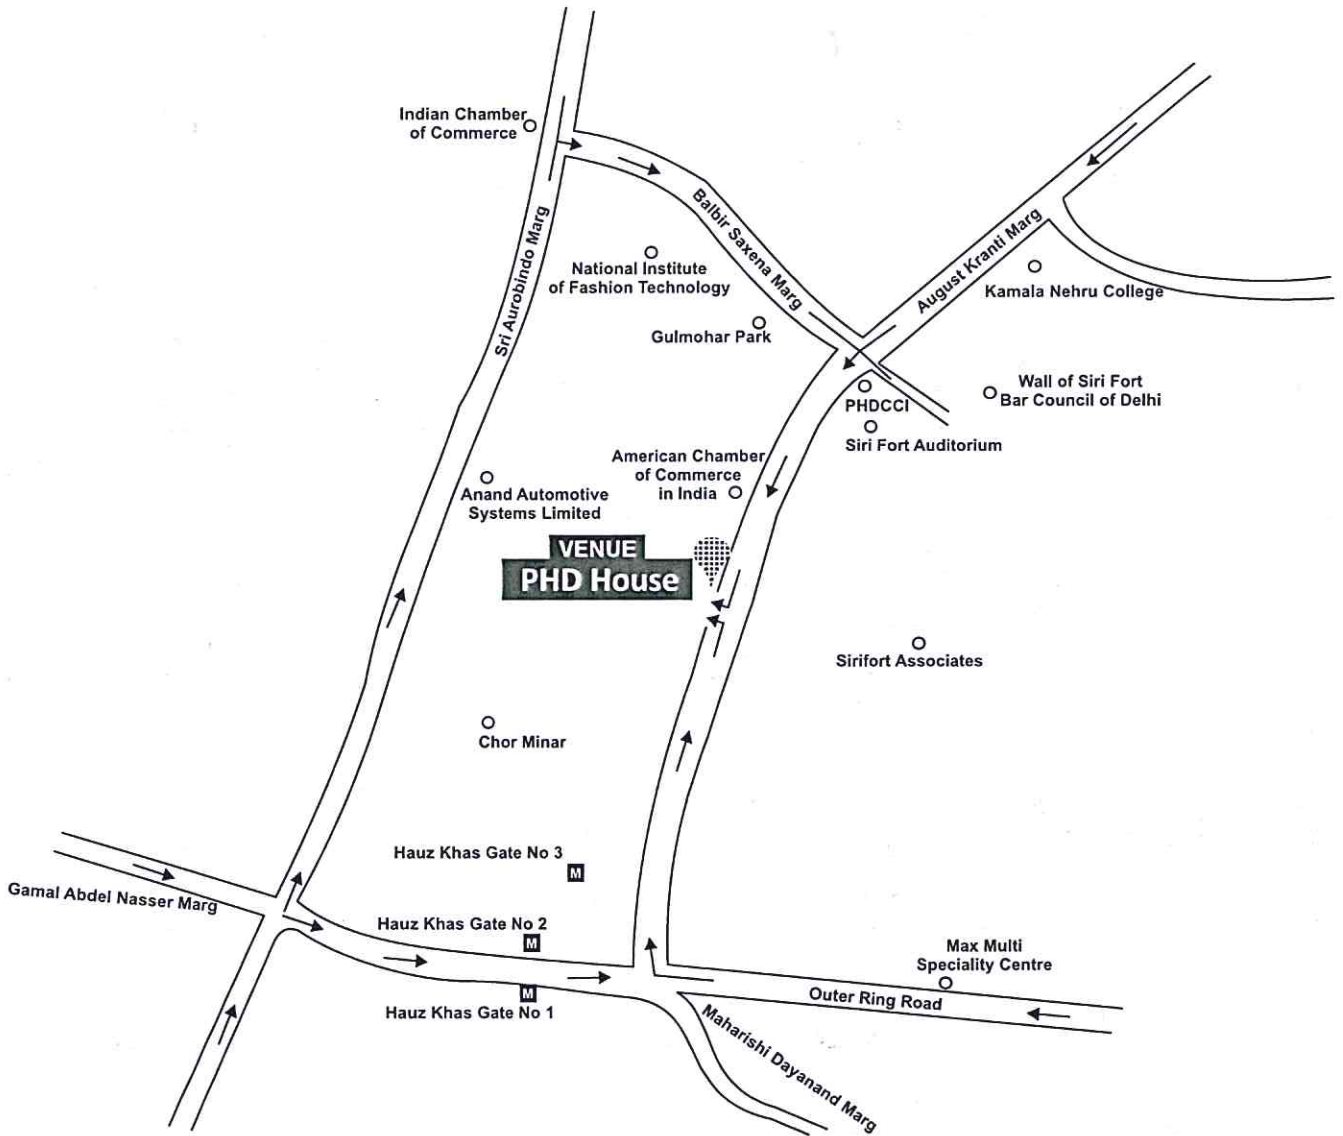 Indian Chamber
of Commerce
Sri Aurobindo Marg
Balbir Saxena Marg
August Kranti Marg
National Institute
of Fashion Technology
Kamala Nehru College
Gulmohar Park
Wall of Siri Fort
Bar Council of Delhi
PHDCCI
Siri Fort Auditorium
American Chamber
of Commerce
in India
Anand Automotive
Systems Limited
VENUE
PHD House
Sirifort Associates
Chor Minar
Hauz Khas Gate No 3
M
Gamal Abdel Nasser Marg
Hauz Khas Gate No 2
M
M
Hauz Khas Gate No 1
Max Multi
Speciality Centre
Outer Ring Road
Maharishi Dayanand Marg